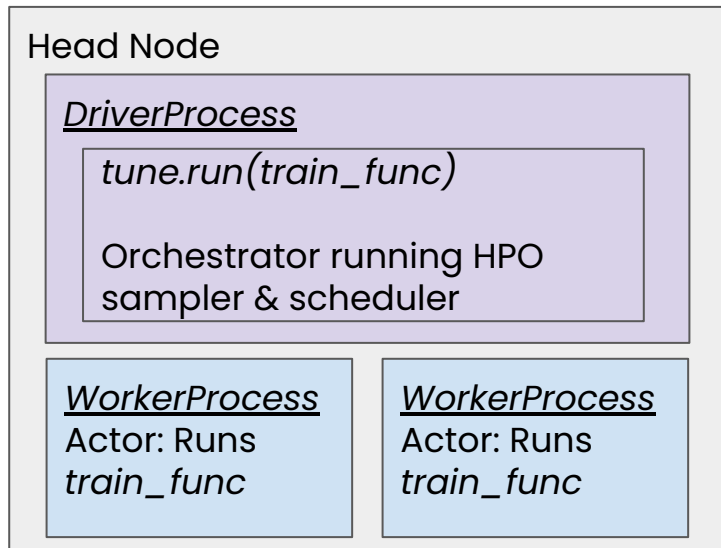 Head Node
DriverProcess
tune.run(train_func)
Orchestrator running HPO
sampler & scheduler
WorkerProcess
Actor: Runs
train_func
WorkerProcess
Actor: Runs
train_func